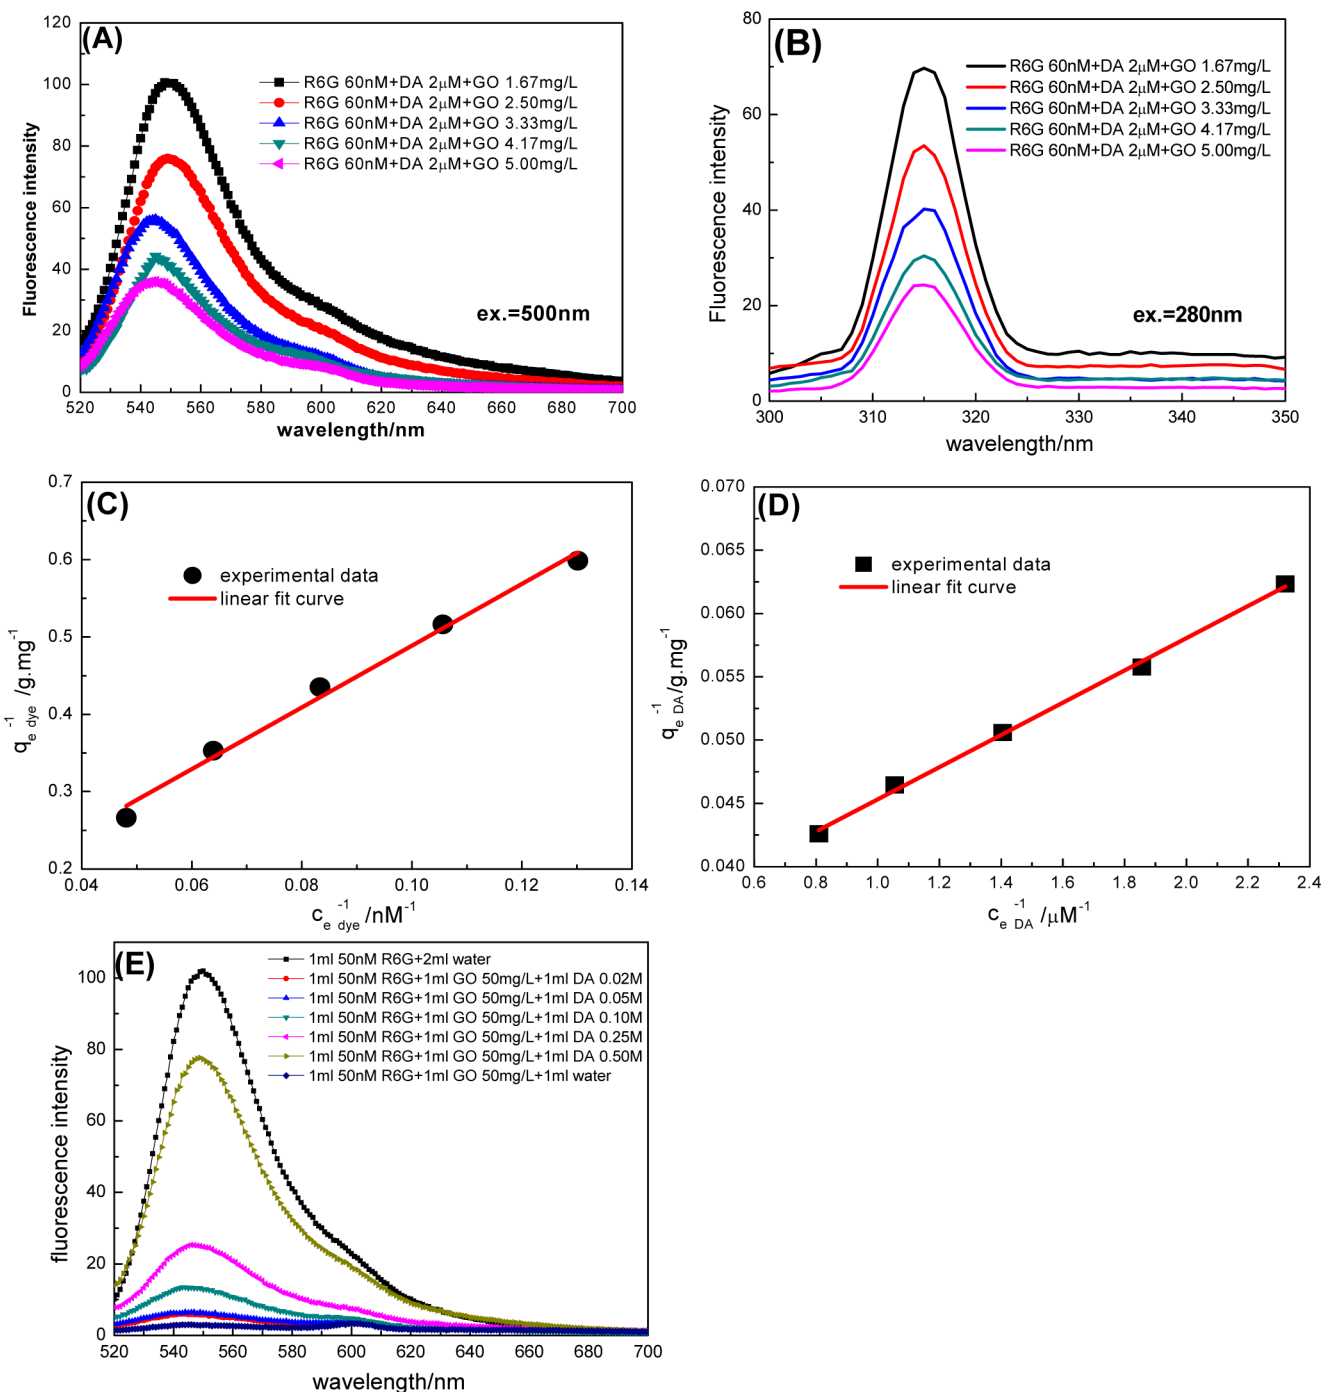 (A)
Fluorescence intensity
120
100
80
60
40
20
0
R6G 60nM+DA 2μM+GO 1.67mg/L
R6G 60nM+DA 2μM+GO 2.50mg/L
R6G 60nM+DA 2μM+GO 3.33mg/L
R6G 60nM+DA 2μM+GO 4.17mg/L
R6G 60nM+DA 2μM+GO 5.00mg/L
ex.=500nm
520 540 560 580 600 620 640 660 680 700
wavelength/nm
(B)
Fluorescence intensity
80
60
40
20
0
R6G 60nM+DA 2μM+GO 1.67mg/L
R6G 60nM+DA 2μM+GO 2.50mg/L
R6G 60nM+DA 2μM+GO 3.33mg/L
R6G 60nM+DA 2μM+GO 4.17mg/L
R6G 60nM+DA 2μM+GO 5.00mg/L
ex.=280nm
300 310 320 330 340 350
wavelength/nm
(C)
q_e dye^-1 /g.mg^-1
0.7
0.6
0.5
0.4
0.3
0.2
experimental data
linear fit curve
0.04 0.06 0.08 0.10 0.12 0.14
c_e dye^-1 /nM^-1
(D)
q_e DA^-1/g.mg^-1
0.070
0.065
0.060
0.055
0.050
0.045
0.040
experimental data
linear fit curve
0.6 0.8 1.0 1.2 1.4 1.6 1.8 2.0 2.2 2.4
c_e DA^-1 /μM^-1
(E)
fluorescence intensity
100
80
60
40
20
0
1ml 50nM R6G+2ml water
1ml 50nM R6G+1ml GO 50mg/L+1ml DA 0.02M
1ml 50nM R6G+1ml GO 50mg/L+1ml DA 0.05M
1ml 50nM R6G+1ml GO 50mg/L+1ml DA 0.10M
1ml 50nM R6G+1ml GO 50mg/L+1ml DA 0.25M
1ml 50nM R6G+1ml GO 50mg/L+1ml DA 0.50M
1ml 50nM R6G+1ml GO 50mg/L+1ml water
520 540 560 580 600 620 640 660 680 700
wavelength/nm